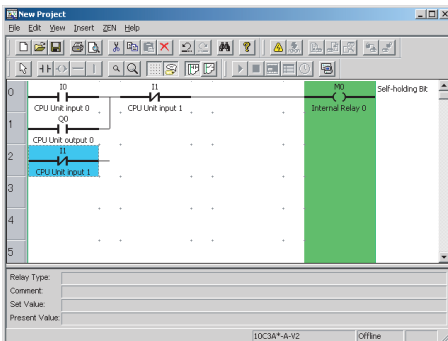 New Project
File Edit View Insert ZEN Help
0
I0
I1
M0
Self-holding Bit
CPU Unit input 0
CPU Unit input 1
Internal Relay 0
1
Q0
CPU Unit output 0
2
I1
CPU Unit input 1
3
4
5
Relay Type:
Comment:
Set Value:
Present Value:
10C3A*-A-V2
Offline